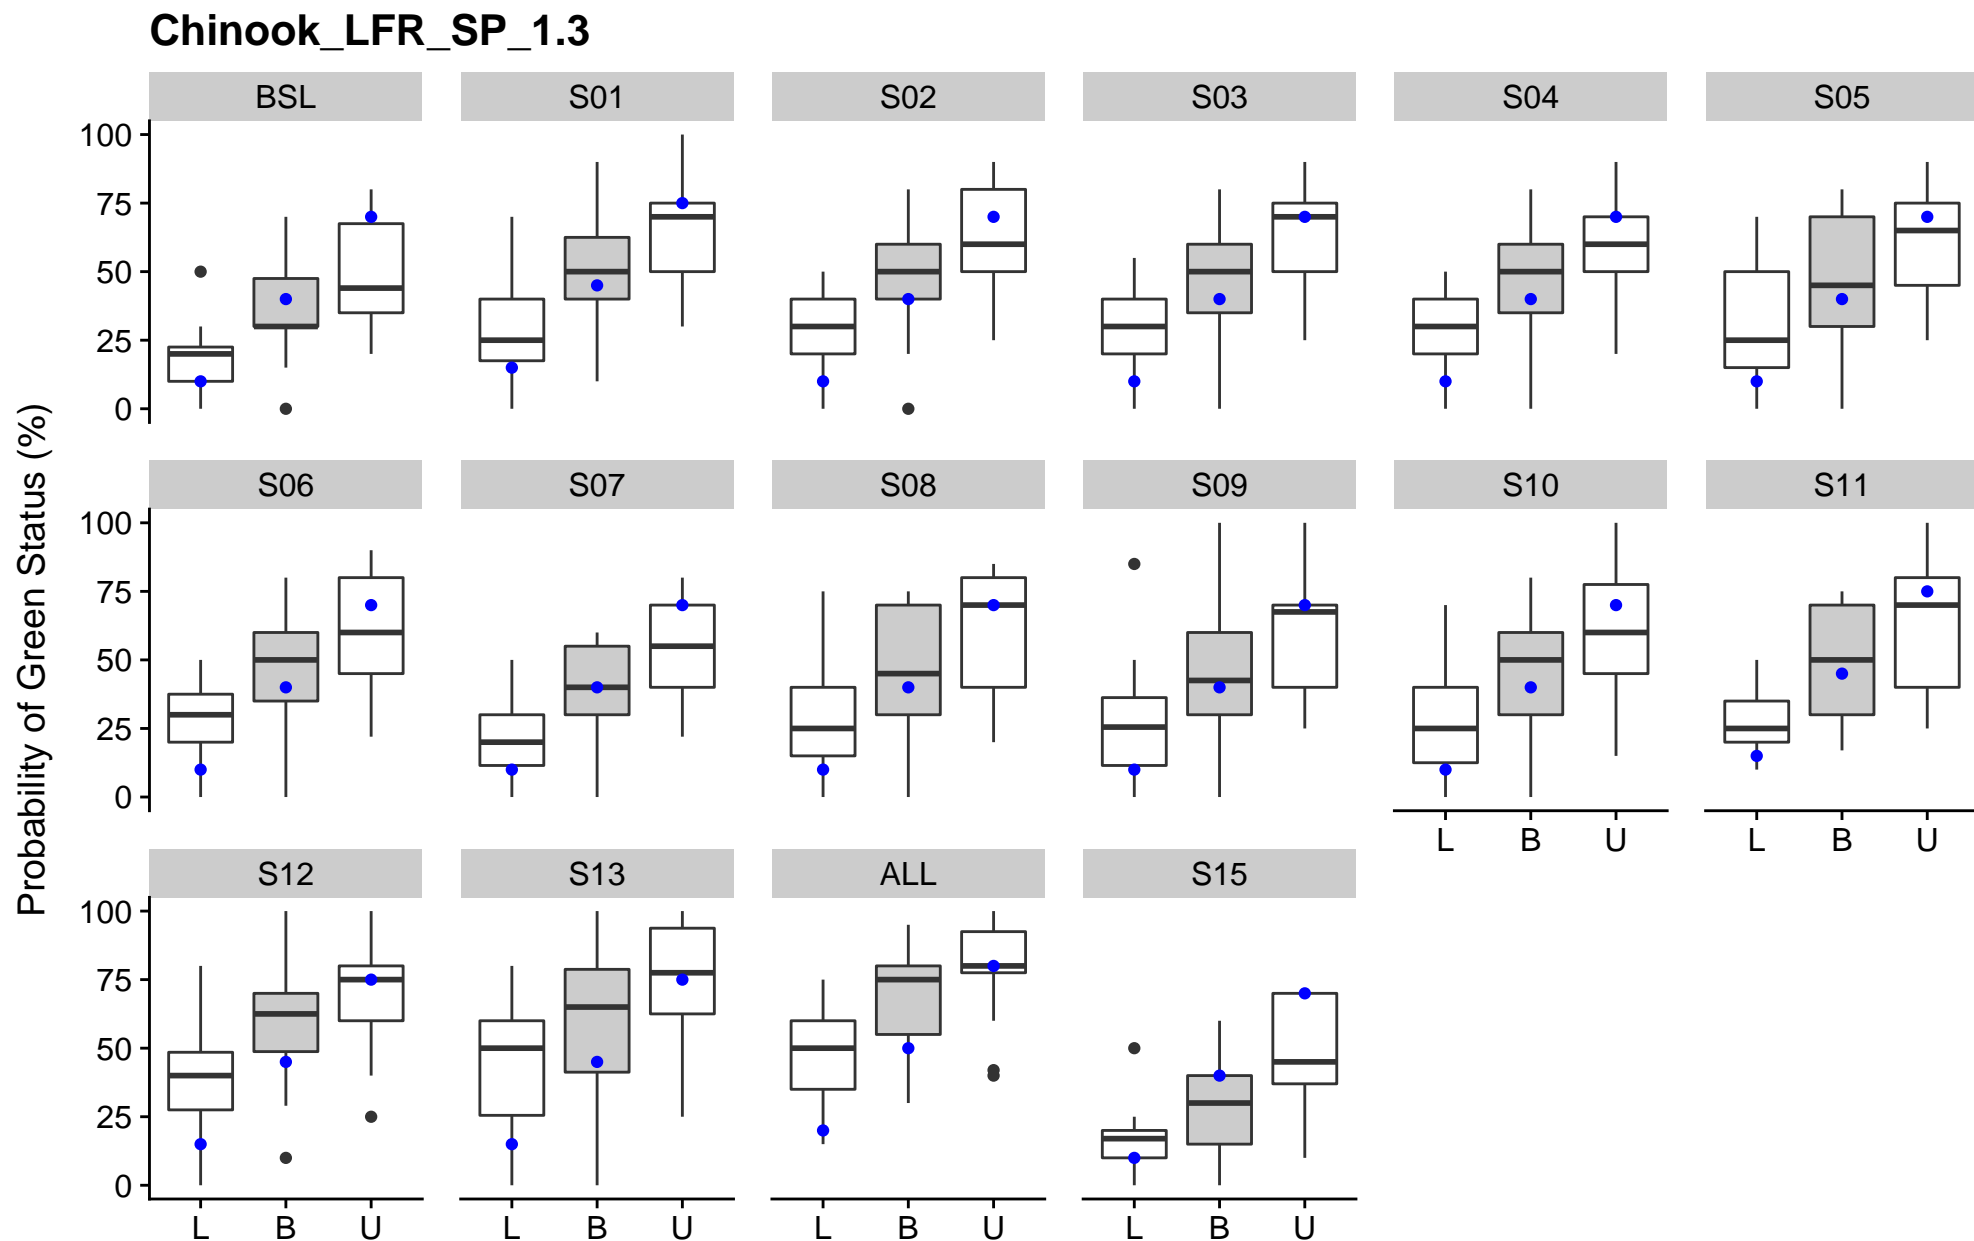 Chinook_LFR_SP_1.3
BSL S01 S02 S03 S04 S05
100
75
50
25
0
Probability of Green Status (%)
S06 S07 S08 S09 S10 S11
100
75
50
25
0
L B U L B U
S12 S13 ALL S15
100
75
50
25
0
L B U L B U L B U L B U